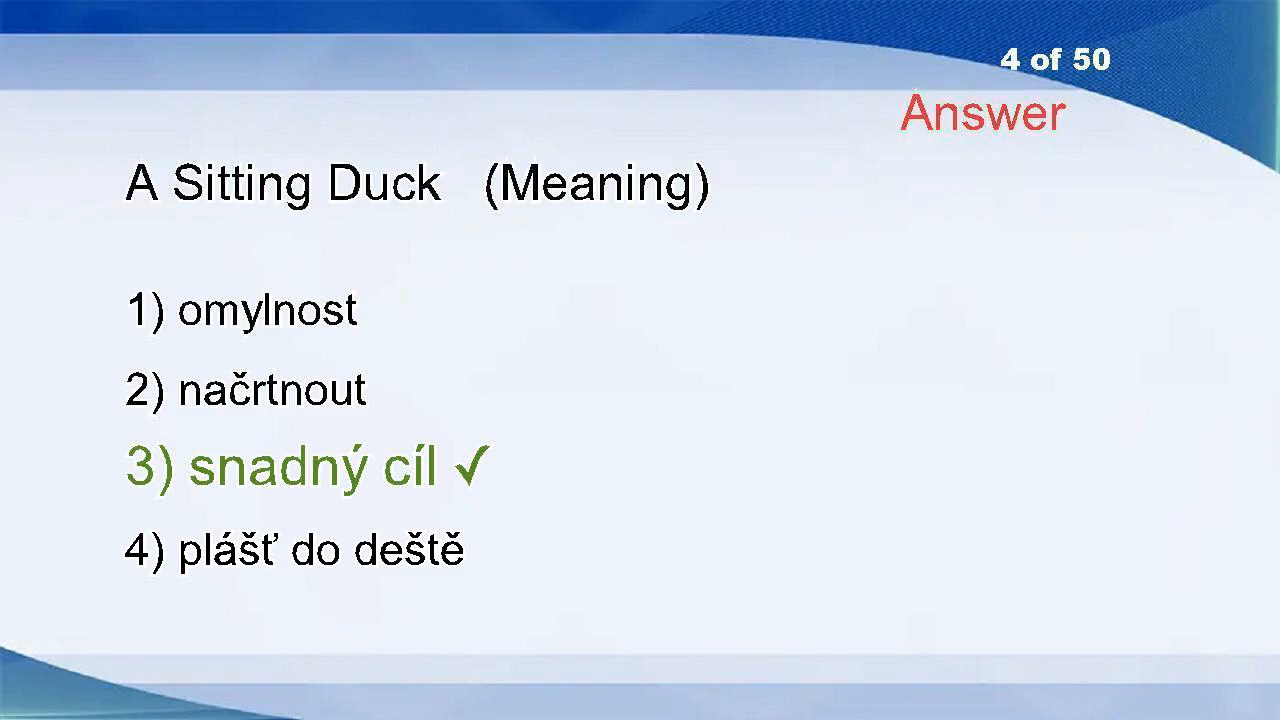 4 of 50
Answer
A Sitting Duck (Meaning)
1) omylnost
2) načrtnout
3) snadný cíl ✓
4) plášť do deště